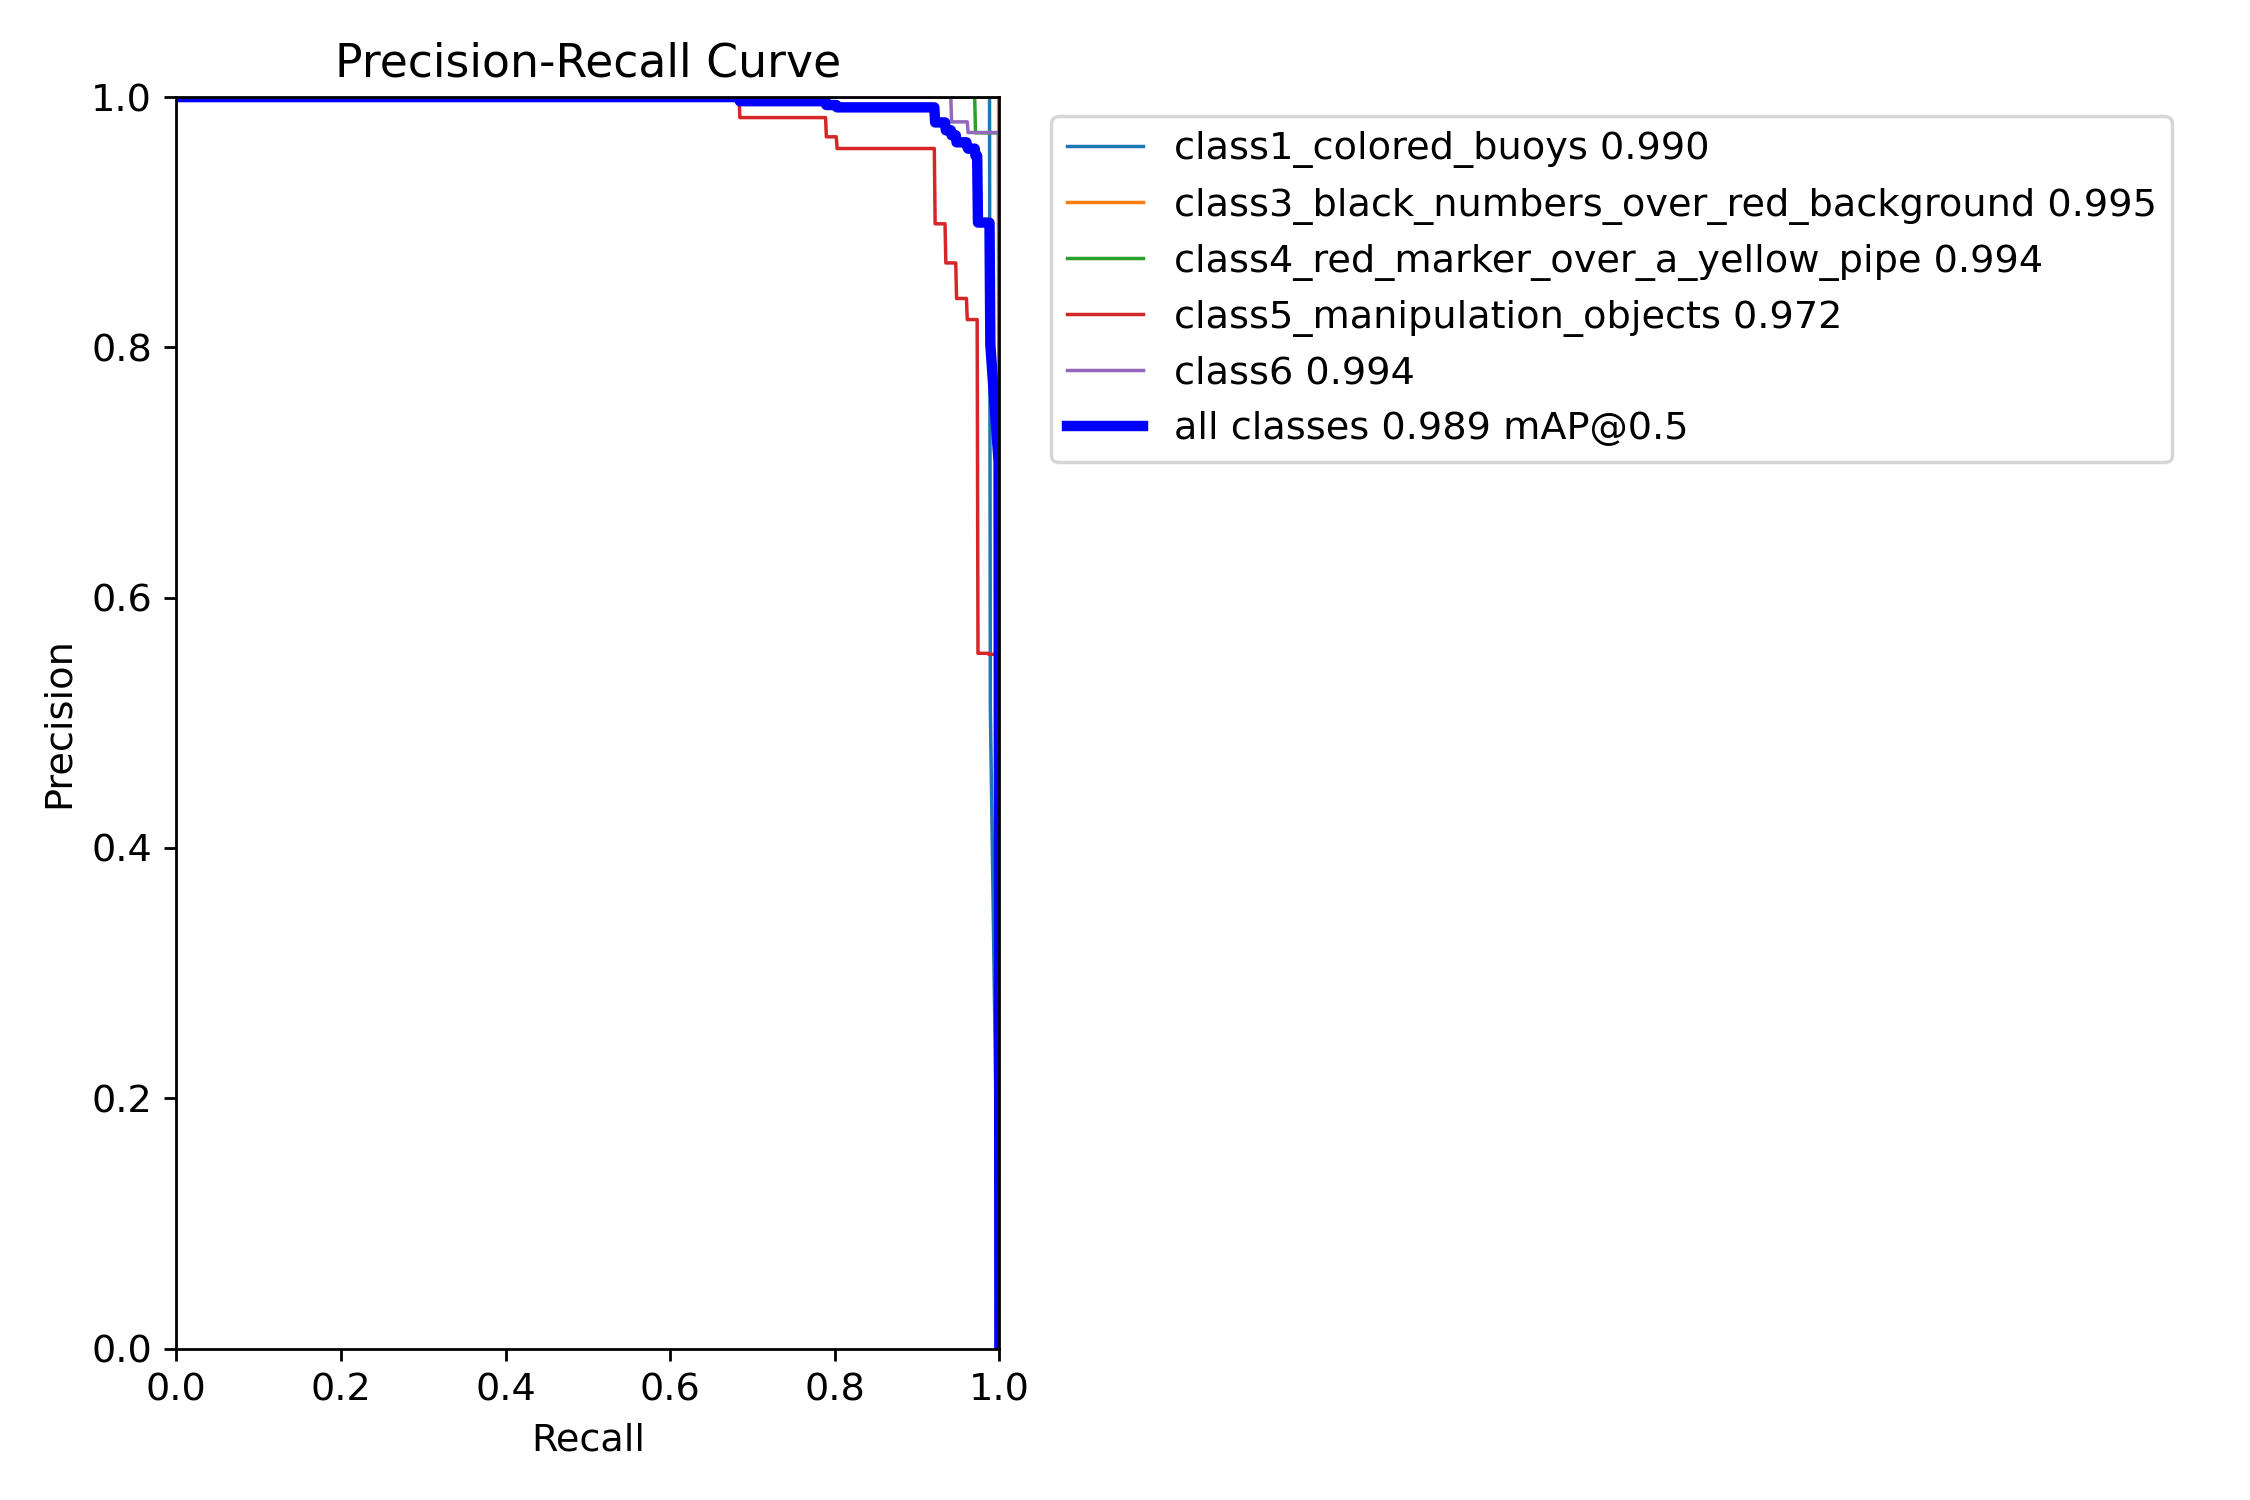 Precision-Recall Curve
1.0
0.8
0.6
0.4
0.2
0.0
Precision
0.0 0.2 0.4 0.6 0.8 1.0
Recall
class1_colored_buoys 0.990
class3_black_numbers_over_red_background 0.995
class4_red_marker_over_a_yellow_pipe 0.994
class5_manipulation_objects 0.972
class6 0.994
all classes 0.989 mAP@0.5